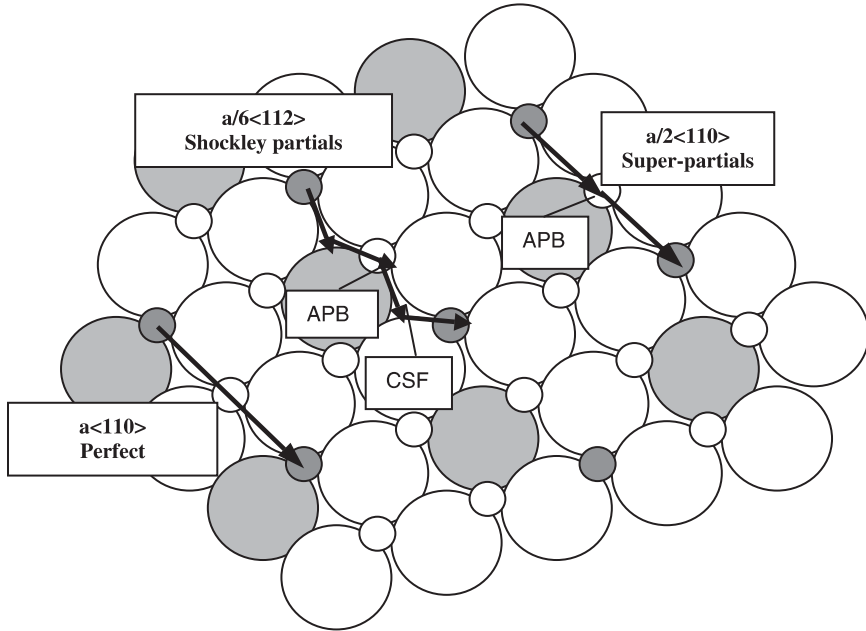 a/6<112>
Shockley partials
a/2<110>
Super-partials
APB
APB
CSF
a<110>
Perfect